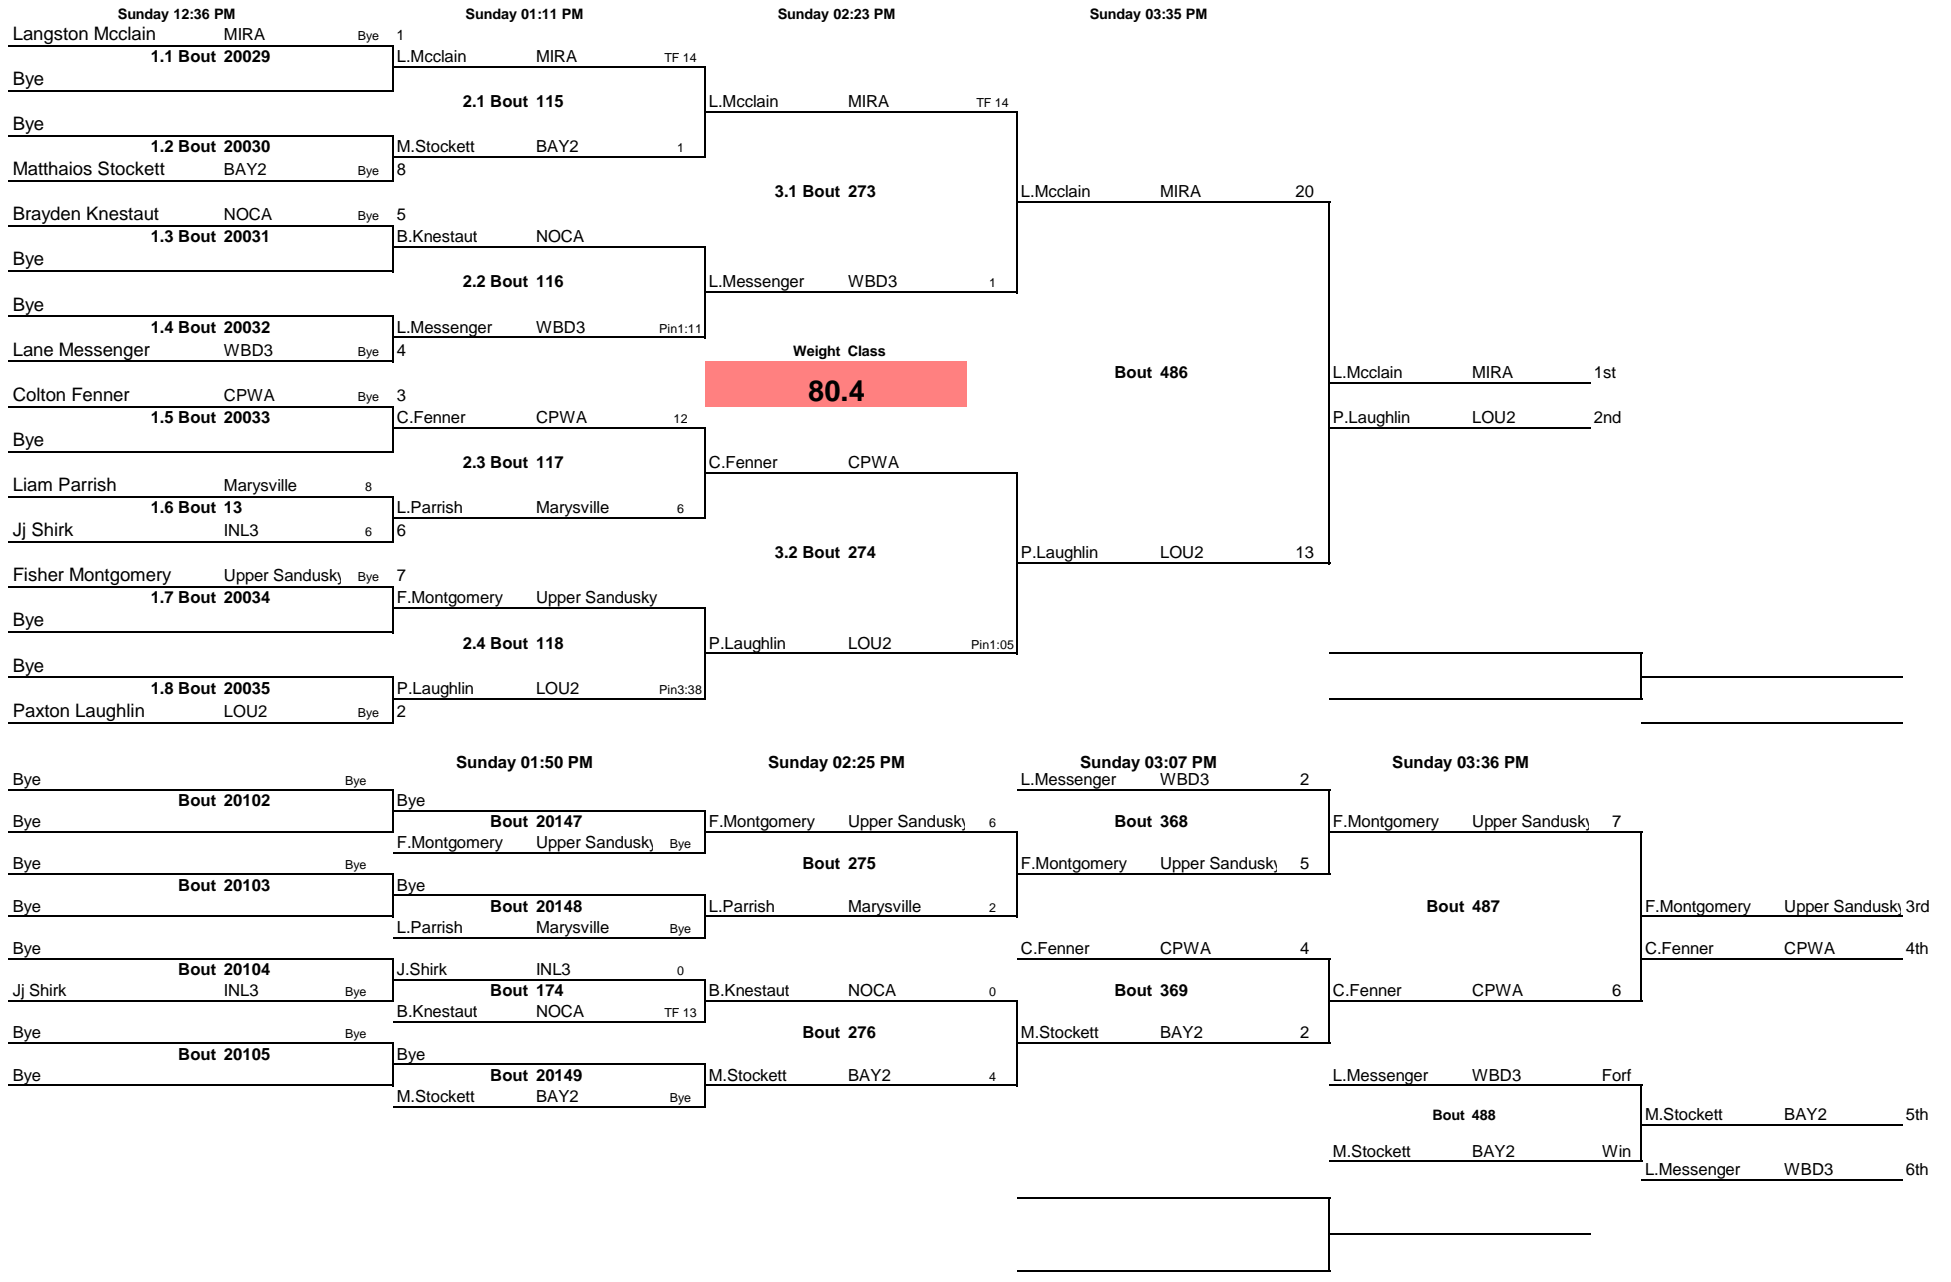 Sunday 12:36 PM Sunday 01:11 PM Sunday 02:23 PM Sunday 03:35 PM
Langston Mcclain MIRA Bye 1
1.1 Bout 20029 L.Mcclain MIRA TF 14
Bye
2.1 Bout 115 L.Mcclain MIRA TF 14
Bye
1.2 Bout 20030 M.Stockett BAY2 1
Matthaios Stockett BAY2 Bye 8
3.1 Bout 273 L.Mcclain MIRA 20
Brayden Knestaut NOCA Bye 5
1.3 Bout 20031 B.Knestaut NOCA
Bye
2.2 Bout 116 L.Messenger WBD3 1
Bye
1.4 Bout 20032 L.Messenger WBD3 Pin1:11
Lane Messenger WBD3 Bye 4 Weight Class
Bout 486 L.Mcclain MIRA 1st
Colton Fenner CPWA Bye 3 80.4
1.5 Bout 20033 C.Fenner CPWA 12 P.Laughlin LOU2 2nd
Bye
2.3 Bout 117 C.Fenner CPWA
Liam Parrish Marysville 8
1.6 Bout 13 L.Parrish Marysville 6
Jj Shirk INL3 6 6
3.2 Bout 274 P.Laughlin LOU2 13
Fisher Montgomery Upper Sandusky Bye 7
1.7 Bout 20034 F.Montgomery Upper Sandusky
Bye
2.4 Bout 118 P.Laughlin LOU2 Pin1:05
Bye
1.8 Bout 20035 P.Laughlin LOU2 Pin3:38
Paxton Laughlin LOU2 Bye 2
Sunday 01:50 PM Sunday 02:25 PM Sunday 03:07 PM Sunday 03:36 PM
Bye Bye L.Messenger WBD3 2
Bout 20102 Bye
Bye Bout 20147 F.Montgomery Upper Sandusky 6 Bout 368 F.Montgomery Upper Sandusky 7
F.Montgomery Upper Sandusky Bye
Bye Bye Bout 275 F.Montgomery Upper Sandusky 5
Bout 20103 Bye
Bye Bout 20148 L.Parrish Marysville 2 Bout 487 F.Montgomery Upper Sandusky 3rd
L.Parrish Marysville Bye
Bye C.Fenner CPWA 4 C.Fenner CPWA 4th
Bout 20104 J.Shirk INL3 0
Jj Shirk INL3 Bye Bout 174 B.Knestaut NOCA 0 Bout 369 C.Fenner CPWA 6
B.Knestaut NOCA TF 13
Bye Bye Bout 276 M.Stockett BAY2 2
Bout 20105 Bye
Bye Bout 20149 M.Stockett BAY2 4 L.Messenger WBD3 Forf
M.Stockett BAY2 Bye
Bout 488 M.Stockett BAY2 5th
M.Stockett BAY2 Win
L.Messenger WBD3 6th